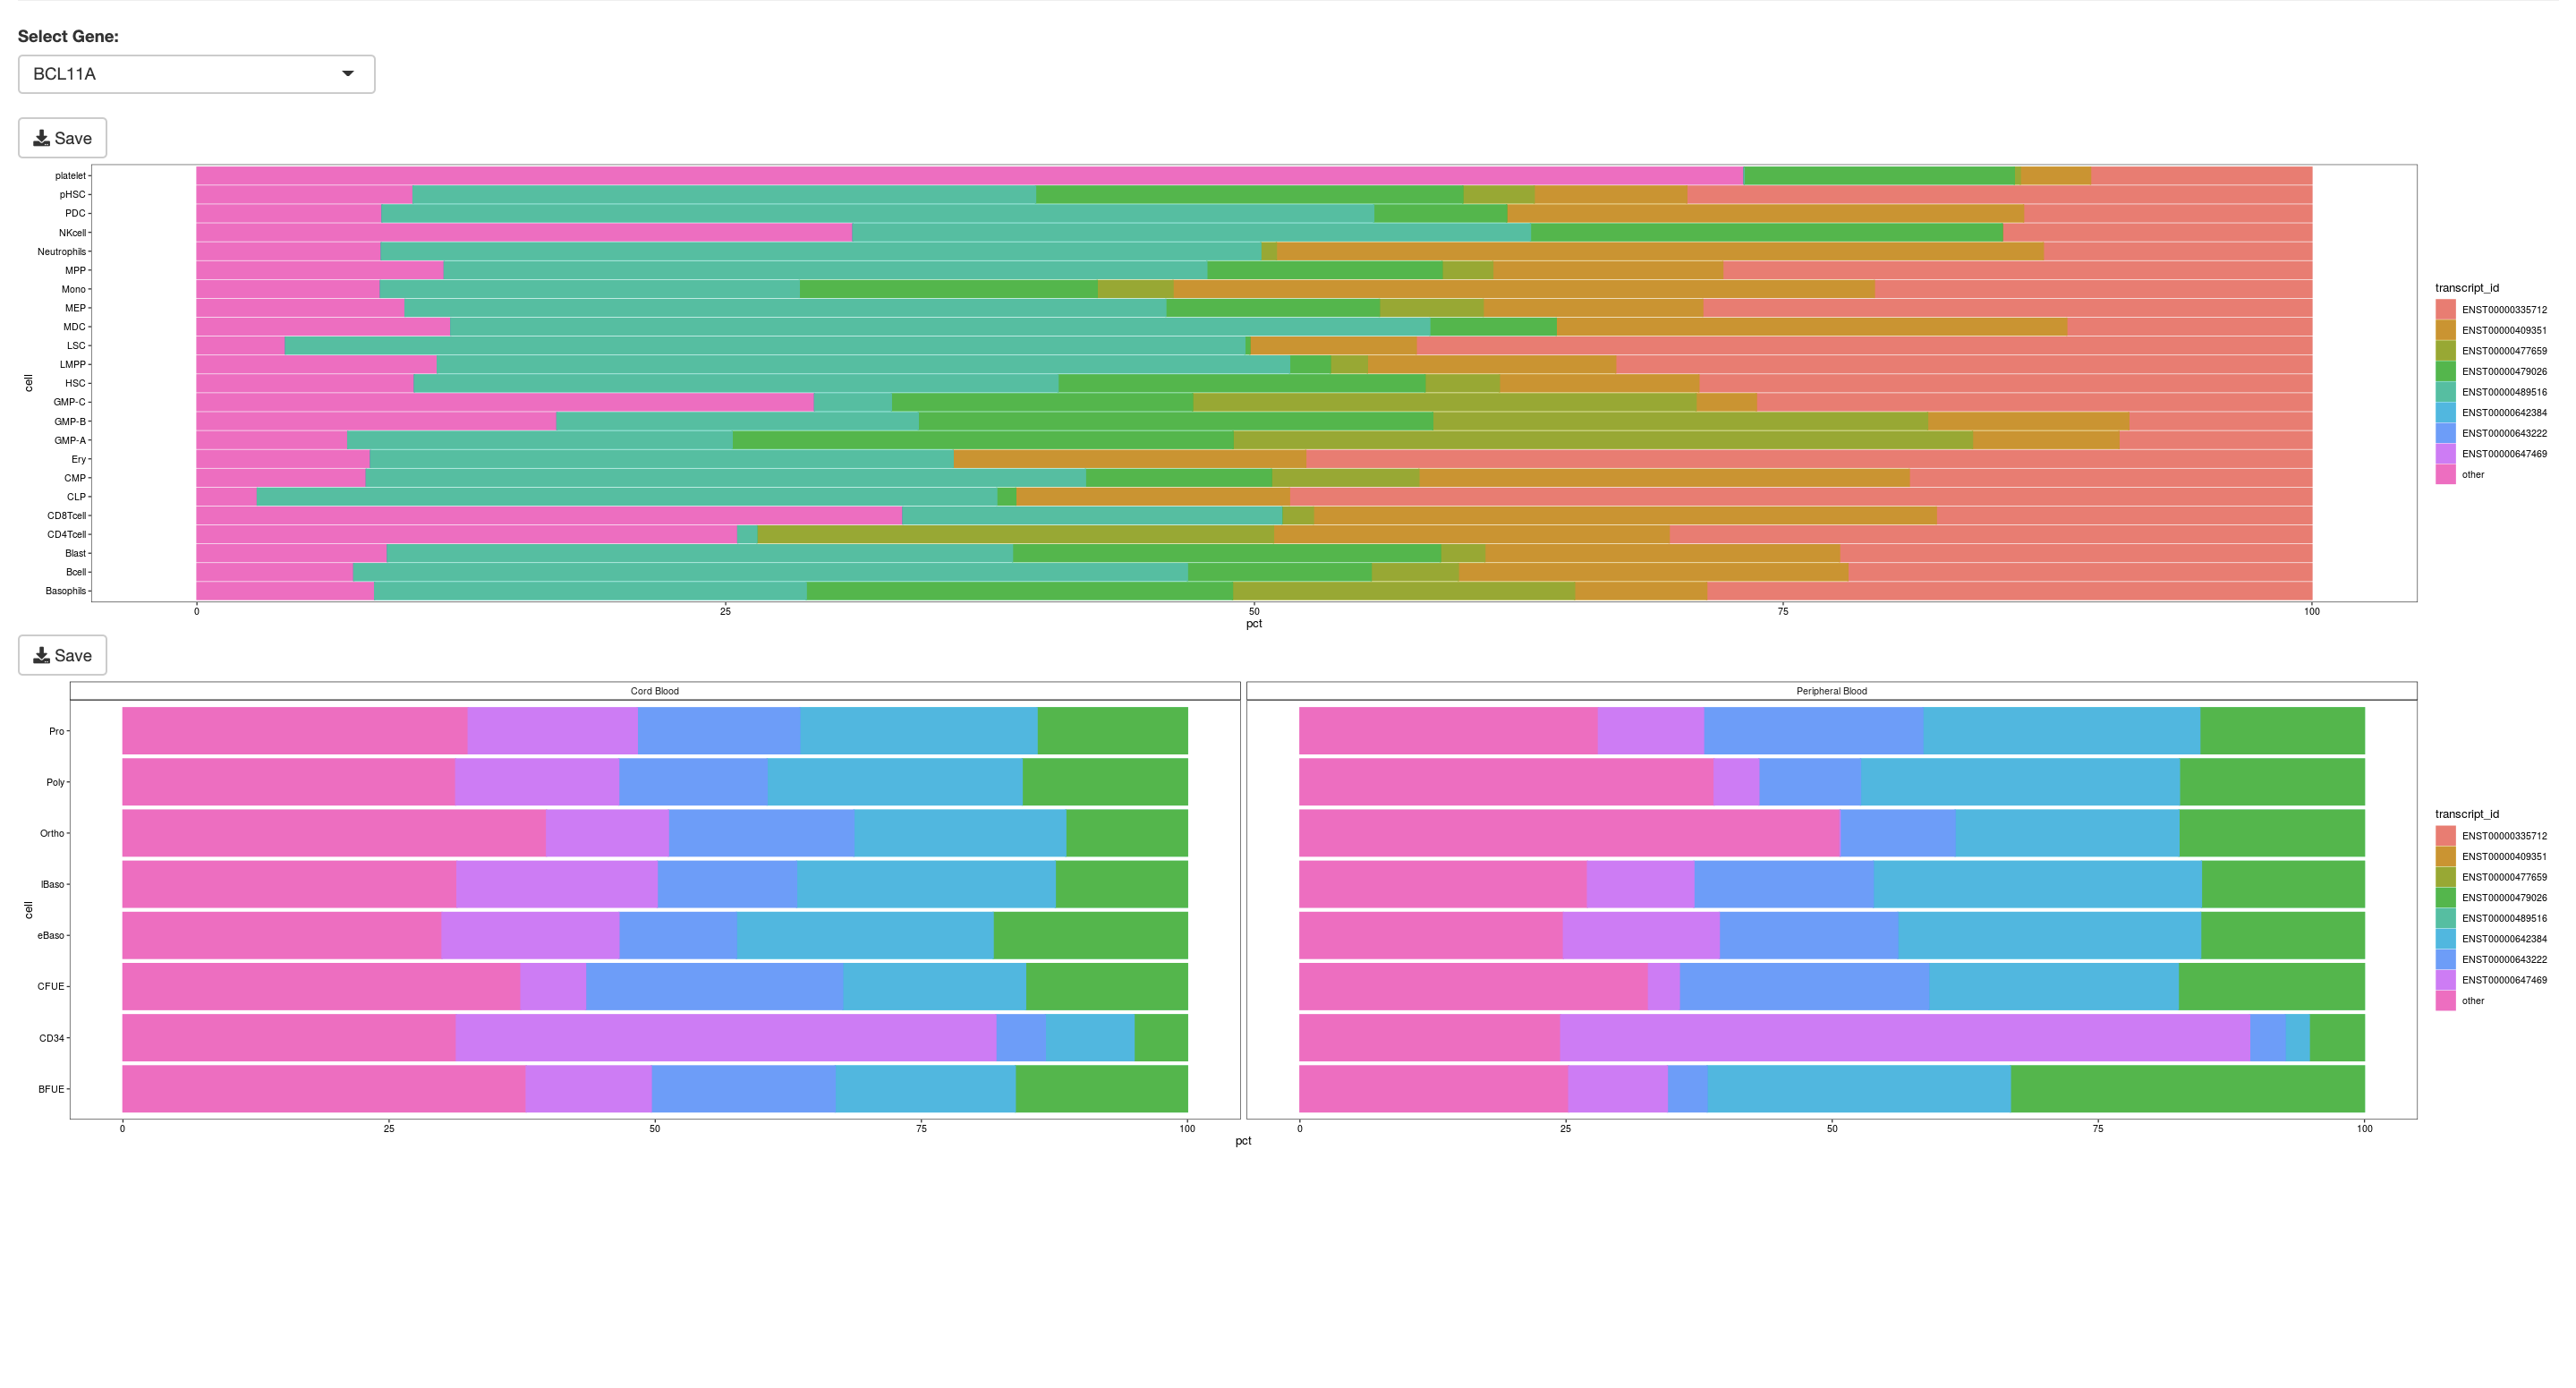 Select Gene:
BCL11A
Save
platelet
pHSC
PDC
NKcell
Neutrophils
MPP
Mono
MEP
MDC
LSC
LMPP
HSC
GMP-C
GMP-B
GMP-A
Ery
CMP
CLP
CD8Tcell
CD4Tcell
Blast
Bcell
Basophils
cell
0 25 50 75 100
pct
transcript_id
ENST00000335712
ENST00000409351
ENST00000477659
ENST00000479026
ENST00000489516
ENST00000642384
ENST00000643222
ENST00000647469
other
Save
Cord Blood
Peripheral Blood
Pro
Poly
Ortho
lBaso
eBaso
CFUE
CD34
BFUE
cell
0 25 50 75 100
0 25 50 75 100
pct
transcript_id
ENST00000335712
ENST00000409351
ENST00000477659
ENST00000479026
ENST00000489516
ENST00000642384
ENST00000643222
ENST00000647469
other